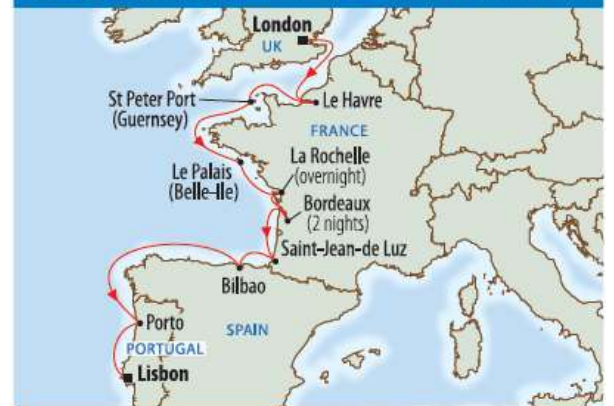 London
UK
St Peter Port
(Guernsey)
Le Havre
FRANCE
La Rochelle
(overnight)
Le Palais
(Belle-Ile)
Bordeaux
(2 nights)
Saint-Jean-de Luz
Bilbao
Porto
SPAIN
PORTUGAL
Lisbon